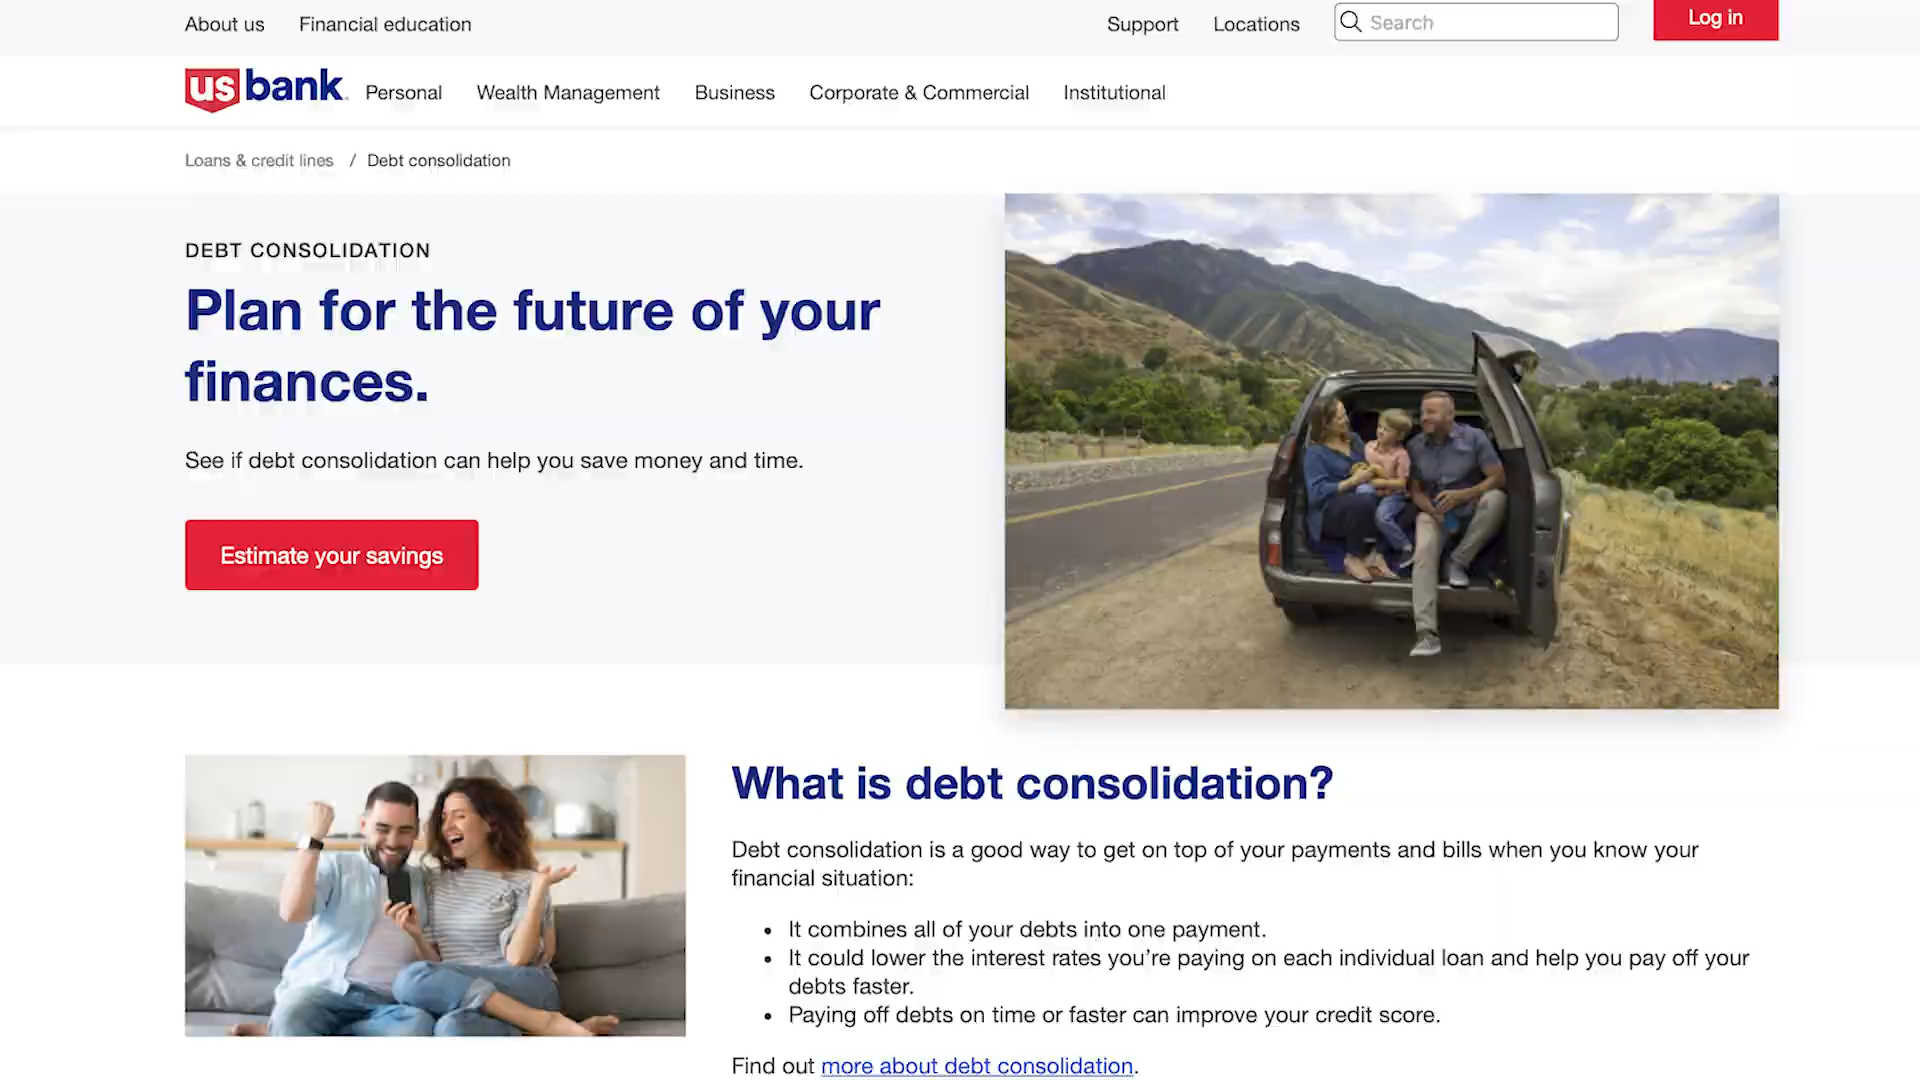 About us
Financial education
Support
Locations
Search
Log in
usbank
Personal
Wealth Management
Business
Corporate & Commercial
Institutional
Loans & credit lines / Debt consolidation
DEBT CONSOLIDATION
Plan for the future of your
finances.
See if debt consolidation can help you save money and time.
Estimate your savings
What is debt consolidation?
Debt consolidation is a good way to get on top of your payments and bills when you know your
financial situation:
• It combines all of your debts into one payment.
• It could lower the interest rates you’re paying on each individual loan and help you pay off your
debts faster.
• Paying off debts on time or faster can improve your credit score.
Find out more about debt consolidation.